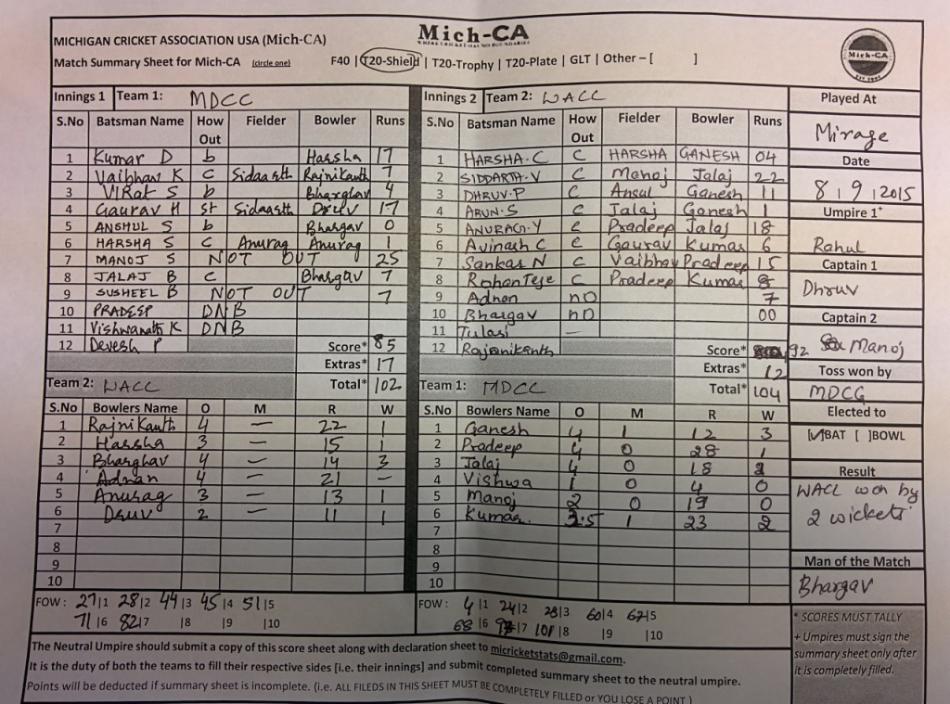 Mich-CA
MICHIGAN CRICKET ASSOCIATION USA (Mich-CA)
Match Summary Sheet for Mich-CA (circle one) F40 | T20-Shield | T20-Trophy | T20-Plate | GLT | Other – [ ]
Mich-CA
Innings 1 Team 1: MDCC
S.No Batsman Name How Out Fielder Bowler Runs
1 Kumar D b Harsha 17
2 Vaibhav K C Sidaarth Rajnikanth 7
3 VIRat S b Bharghav 4
4 Gaurav H st Sidaarth Druv 17
5 ANSHUL S b Bhargav 0
6 HARSHA S C Anurag Anurag 1
7 MANOJ S NOT OUT 25
8 JALAJ B C Bhargav 7
9 SUSHEEL B NOT OUT 7
10 PRADEEP DNB
11 Vishwanath K DNB
12 Devesh P Score* 85
Extras* 17
Total* 102
Team 2: WACC
S.No Bowlers Name O M R W
1 Rajnikanth 4 – 22 1
2 Harsha 3 – 15 1
3 Bharghav 4 – 14 3
4 Adnan 4 – 21 –
5 Anurag 3 – 13 1
6 Druv 2 – 11 1
7
8
9
10
FOW : 27|1 28|2 44|3 45|4 51|5
71|6 82|7 |8 |9 |10
Innings 2 Team 2: WACC
S.No Batsman Name How Out Fielder Bowler Runs
1 HARSHA.C C HARSHA GANESH 04
2 SIDDARTH.V C Manoj Jalaj 22
3 DHRUV.P C Ansul Ganesh 11
4 ARUN.S C Jalaj Ganesh 1
5 ANURAG.Y C Pradeep Jalaj 18
6 Avinash C C Gaurav Kumas 6
7 Sankar N C Vaibhav Pradeep 15
8 Rohan Teje C Pradeep Kumar 8
9 Adnan nO 7
10 Bhargav nO 00
11 Tulasi –
12 Rajanikanth Score* 92
Extras* 12
Total* 104
Team 1: MDCC
S.No Bowlers Name O M R W
1 Ganesh 4 1 12 3
2 Pradeep 4 0 28 1
3 Jalaj 4 0 18 2
4 Vishwa 1 0 4 0
5 Manoj 2 0 19 0
6 Kumar. 3.5 1 23 2
7
8
9
10
FOW : 4|1 24|2 28|3 60|4 62|5
68|6 |7 101|8 |9 |10
Played At
Mirage
Date
8|9|2015
Umpire 1+
Rahul
Captain 1
Dhruv
Captain 2
Manoj
Toss won by
MDCC
Elected to
[✓]BAT [ ]BOWL
Result
WACC won by
2 wickets
Man of the Match
Bhargav
* SCORES MUST TALLY
+ Umpires must sign the
summary sheet only after
it is completely filled.
The Neutral Umpire should submit a copy of this score sheet along with declaration sheet to micricketstats@gmail.com.
It is the duty of both the teams to fill their respective sides [i.e. their innings] and submit completed summary sheet to the neutral umpire.
Points will be deducted if summary sheet is incomplete. (i.e. ALL FILEDS IN THIS SHEET MUST BE COMPLETELY FILLED or YOU LOSE A POINT )